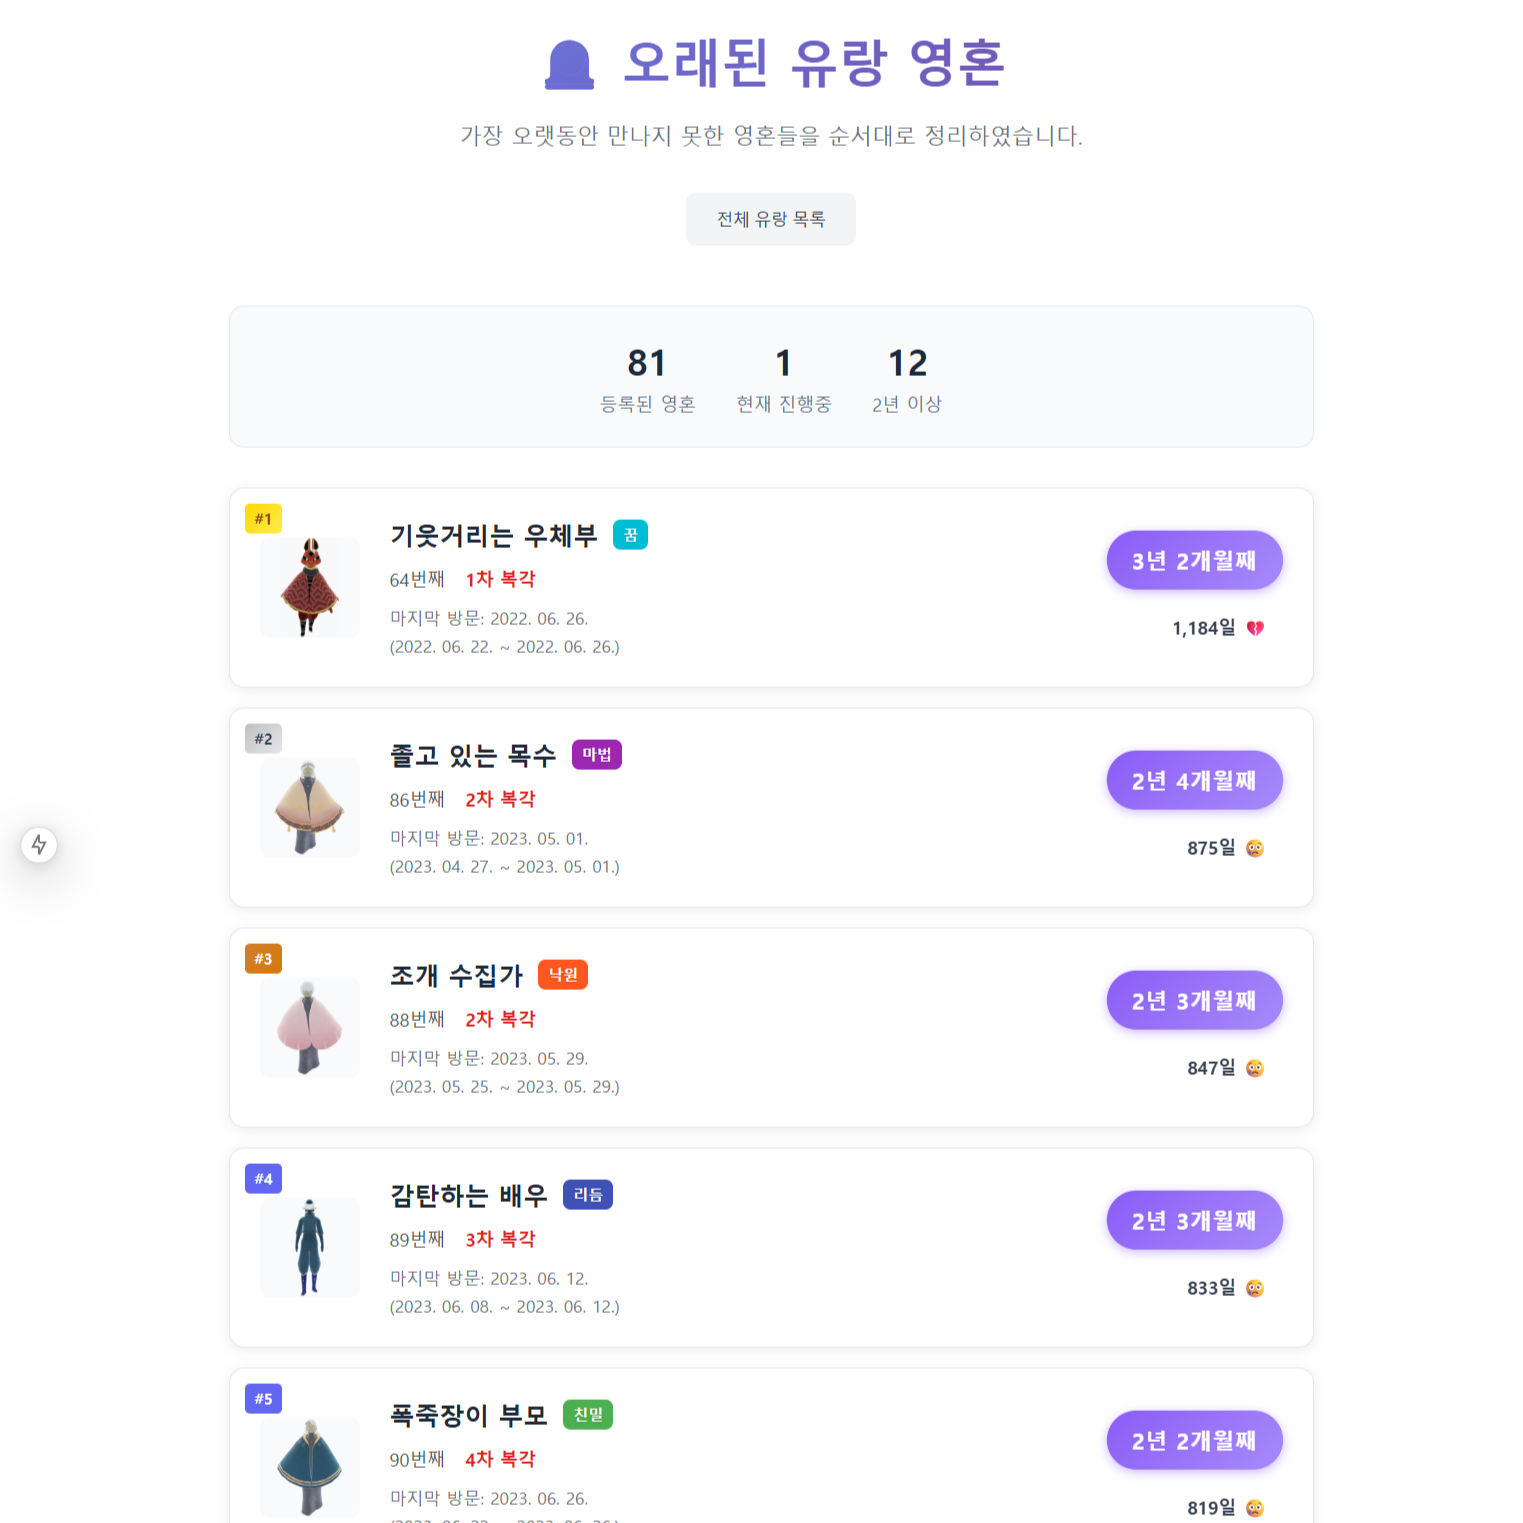 오래된 유랑 영혼
가장 오랫동안 만나지 못한 영혼들을 순서대로 정리하였습니다.
전체 유랑 목록
81 1 12
등록된 영혼 현재 진행중 2년 이상
#1
기웃거리는 우체부 꿈
64번째 1차 복각
마지막 방문: 2022. 06. 26.
(2022. 06. 22. ~ 2022. 06. 26.)
3년 2개월째
1,184일
#2
졸고 있는 목수 마법
86번째 2차 복각
마지막 방문: 2023. 05. 01.
(2023. 04. 27. ~ 2023. 05. 01.)
2년 4개월째
875일
#3
조개 수집가 낙원
88번째 2차 복각
마지막 방문: 2023. 05. 29.
(2023. 05. 25. ~ 2023. 05. 29.)
2년 3개월째
847일
#4
감탄하는 배우 리듬
89번째 3차 복각
마지막 방문: 2023. 06. 12.
(2023. 06. 08. ~ 2023. 06. 12.)
2년 3개월째
833일
#5
폭죽장이 부모 친밀
90번째 4차 복각
마지막 방문: 2023. 06. 26.
2년 2개월째
819일